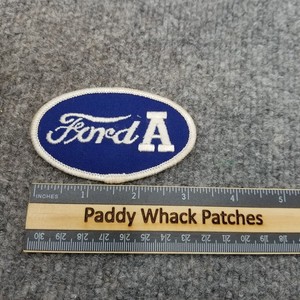 Ford A
INCHES 1 2 3 4 5
Paddy Whack Patches